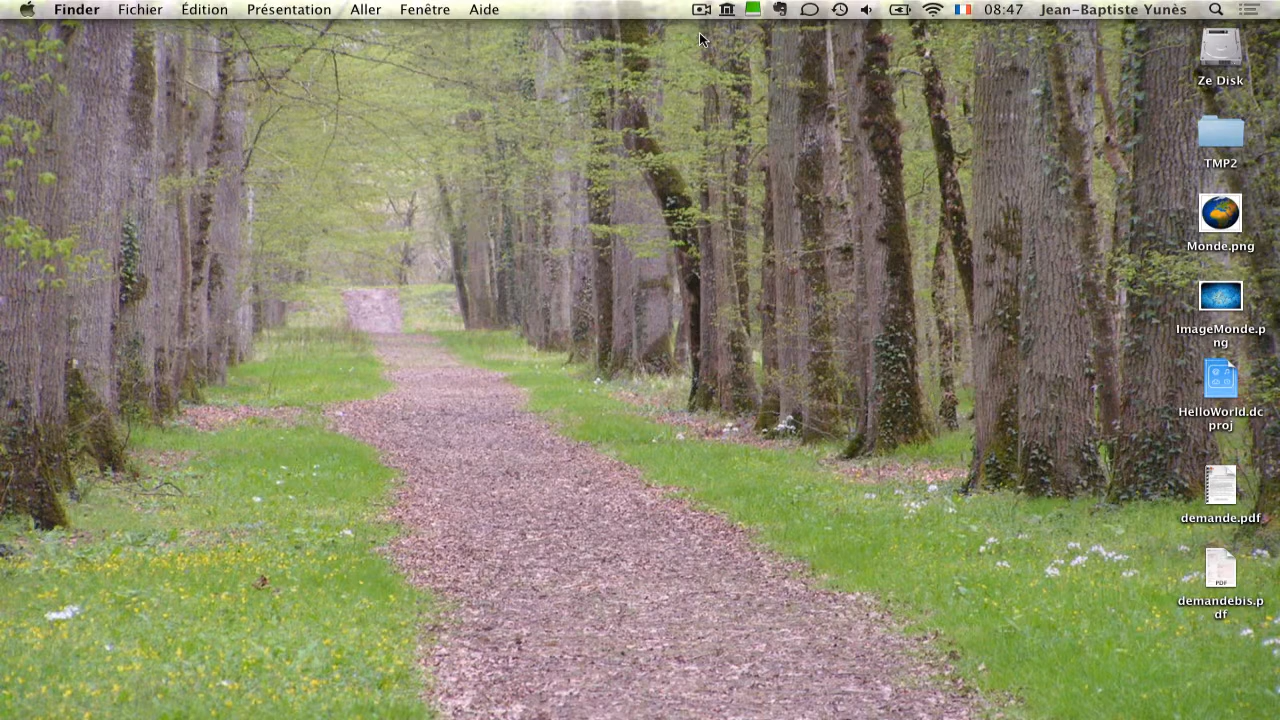 Finder Fichier Édition Présentation Aller Fenêtre Aide 08:47 Jean-Baptiste Yunès
Ze Disk
TMP2
Monde.png
ImageMonde.p
ng
HelloWorld.dc
proj
demande.pdf
PDF
demandebis.p
df